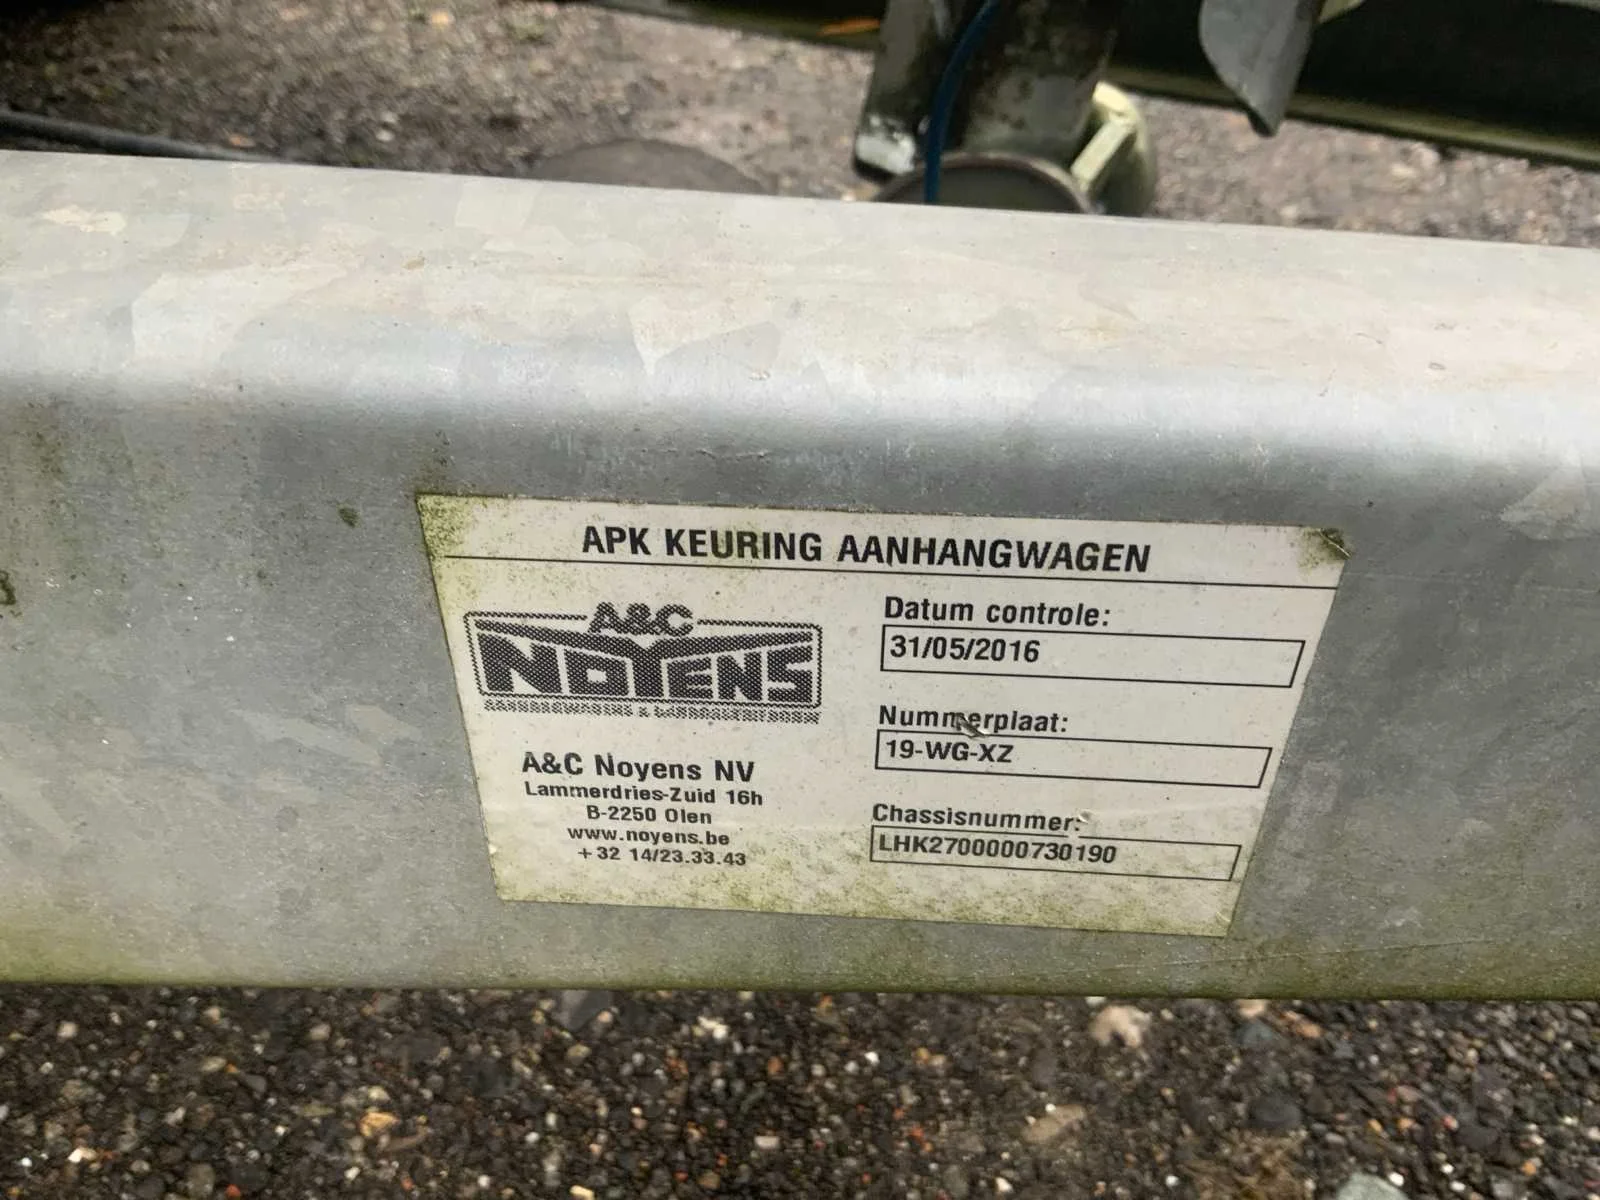 APK KEURING AANHANGWAGEN
A&C
NOYENS
AANHANGWAGENS &
A&C Noyens NV
Lammerdries-Zuid 16h
B-2250 Olen
www.noyens.be
+32 14/23.33.43
Datum controle:
31/05/2016
Nummerplaat:
19-WG-XZ
Chassisnummer:
LHK2700000730190